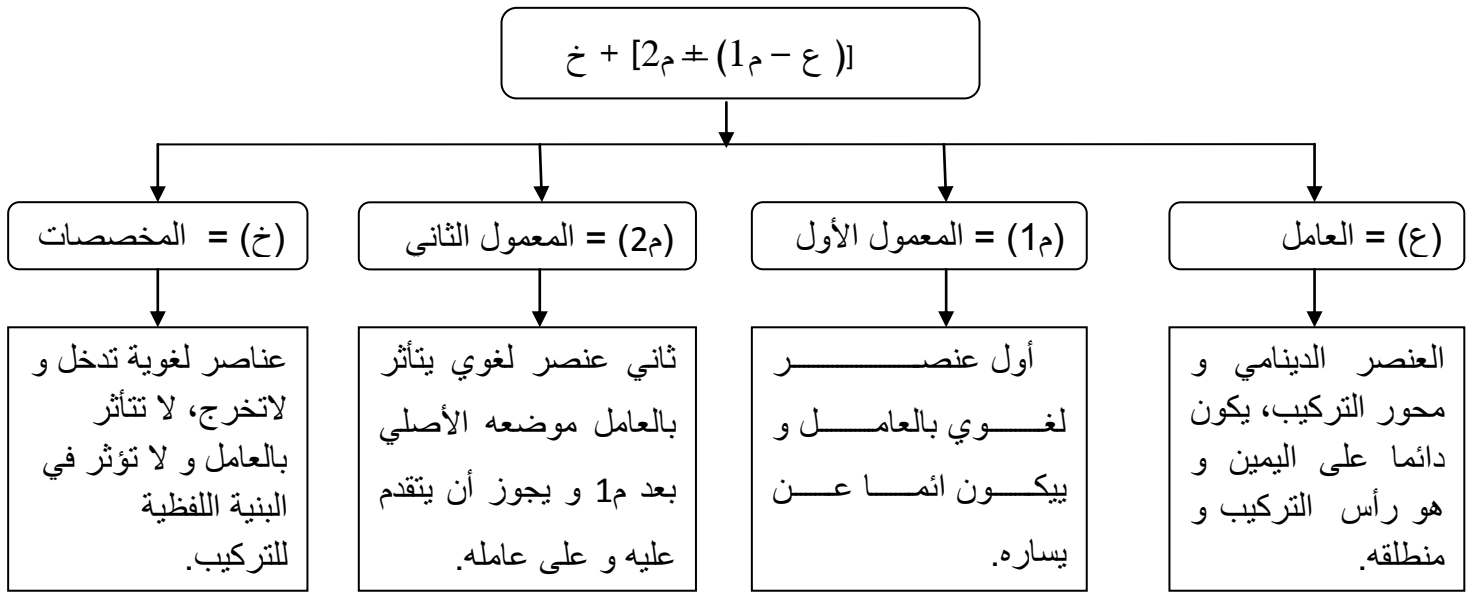 [( ع – م1) ± م2] + خ
(ع) = العامل
(م1) = المعمول الأول
(م2) = المعمول الثاني
(خ) = المخصصات
العنصر الدينامي و
محور التركيب، يكون
دائما على اليمين و
هو رأس التركيب و
منطلقه.
أول عنصر
لغوي بالعامل و
ييكون ائما عن
يساره.
ثاني عنصر لغوي يتأثر
بالعامل موضعه الأصلي
بعد م1 و يجوز أن يتقدم
عليه و على عامله.
عناصر لغوية تدخل و
لاتخرج، لا تتأثر
بالعامل و لا تؤثر في
البنية اللفظية
للتركيب.